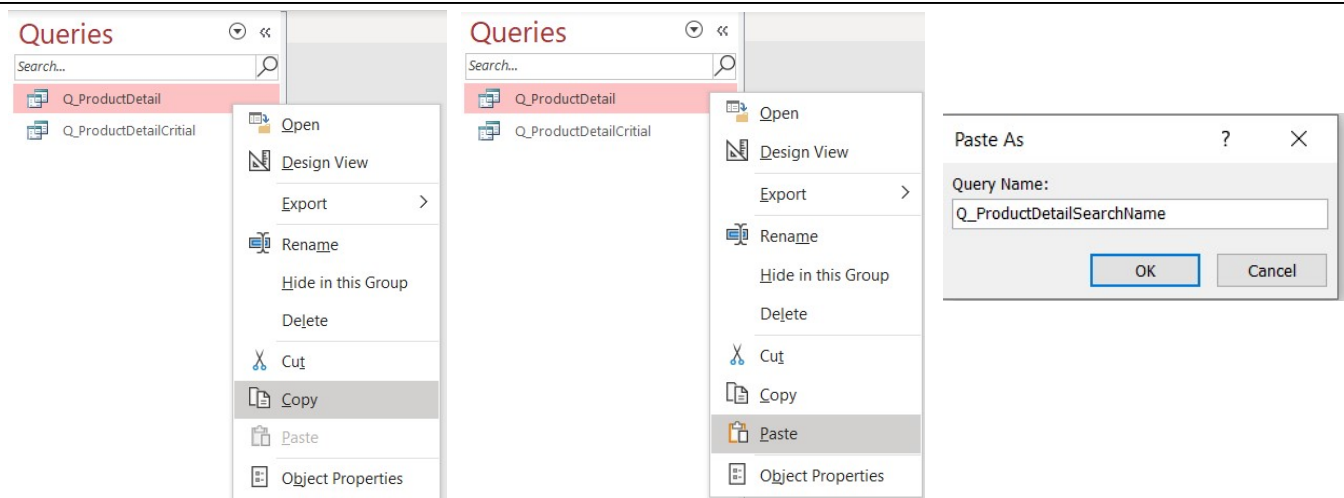 Queries
Search...
Q_ProductDetail
Q_ProductDetailCritial
Open
Design View
Export
Rename
Hide in this Group
Delete
Cut
Copy
Paste
Object Properties
Queries
Search...
Q_ProductDetail
Q_ProductDetailCritial
Open
Design View
Export
Rename
Hide in this Group
Delete
Cut
Copy
Paste
Object Properties
Paste As ?
Query Name:
Q_ProductDetailSearchName
OK Cancel